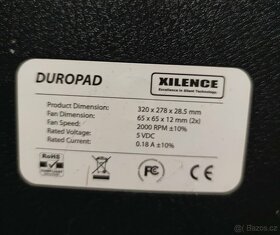 DUROPAD
XILENCE
Excellence in Silent Technology
Product Dimension: 320 x 278 x 28.5 mm
Fan Dimension: 65 x 65 x 12 mm (2x)
Fan Speed: 2000 RPM ±10%
Rated Voltage: 5 VDC
Rated Current: 0.18 A ±10%
RoHS
FC CE
Bazoš.cz